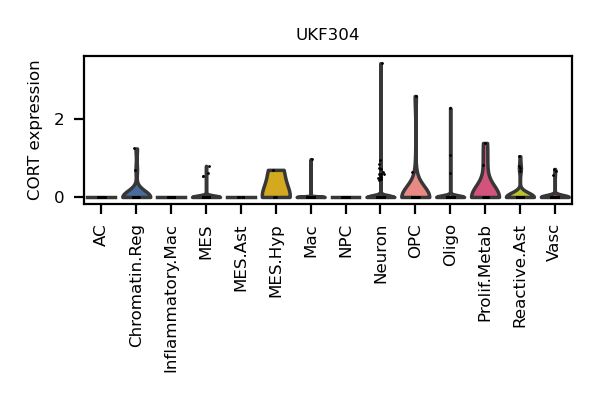 UKF304
CORT expression
2
0
AC
Chromatin.Reg
Inflammatory.Mac
MES
MES.Ast
MES.Hyp
Mac
NPC
Neuron
OPC
Oligo
Prolif.Metab
Reactive.Ast
Vasc